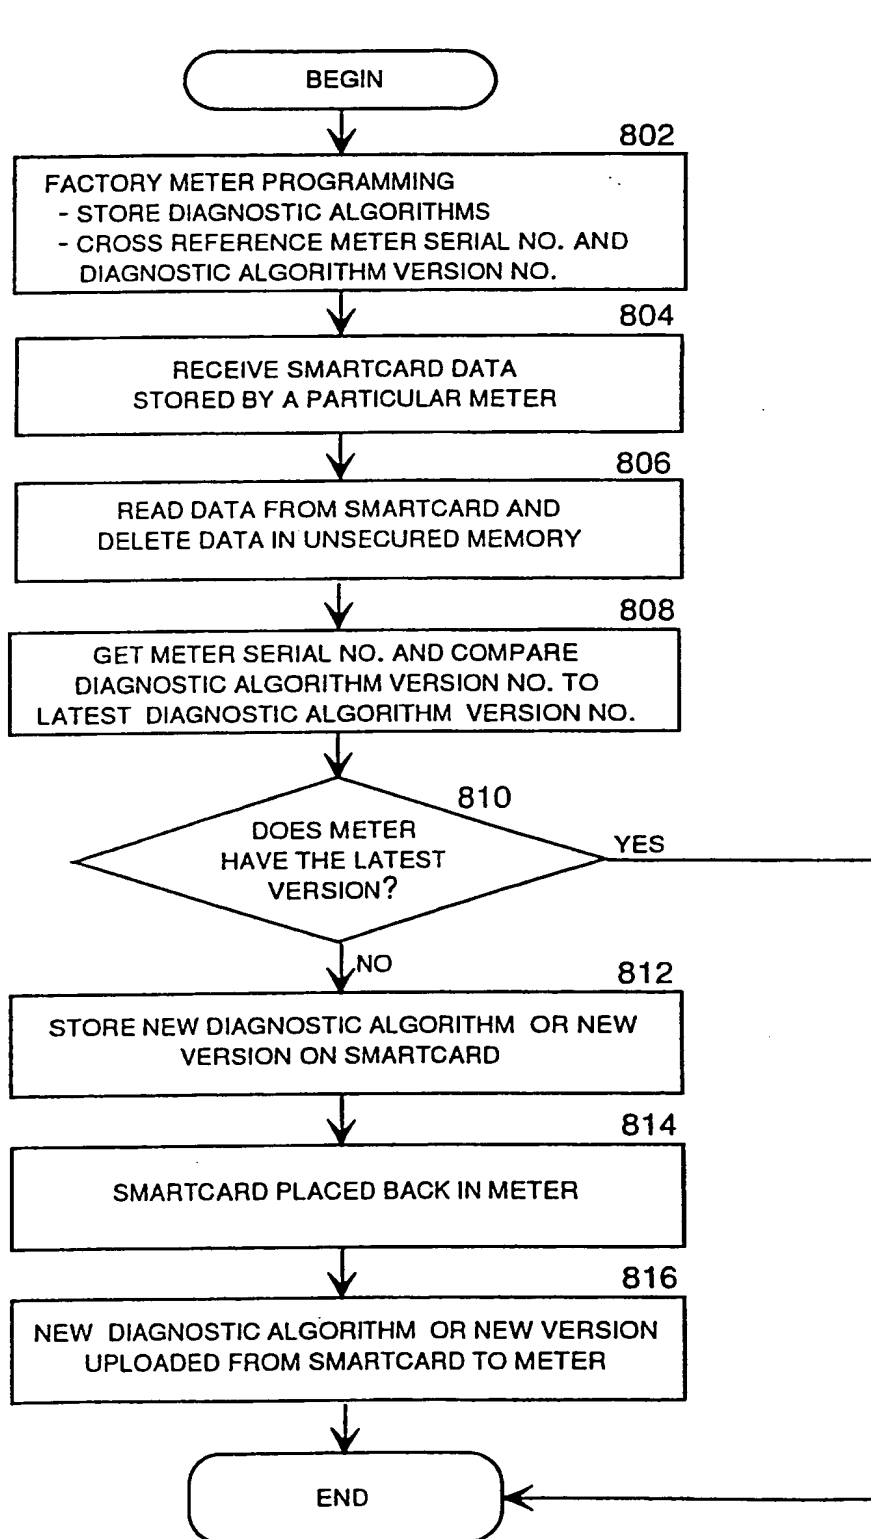 BEGIN
802
FACTORY METER PROGRAMMING
- STORE DIAGNOSTIC ALGORITHMS
- CROSS REFERENCE METER SERIAL NO. AND
DIAGNOSTIC ALGORITHM VERSION NO.
804
RECEIVE SMARTCARD DATA
STORED BY A PARTICULAR METER
806
READ DATA FROM SMARTCARD AND
DELETE DATA IN UNSECURED MEMORY
808
GET METER SERIAL NO. AND COMPARE
DIAGNOSTIC ALGORITHM VERSION NO. TO
LATEST DIAGNOSTIC ALGORITHM VERSION NO.
810
DOES METER
HAVE THE LATEST
VERSION?
YES
NO
812
STORE NEW DIAGNOSTIC ALGORITHM OR NEW
VERSION ON SMARTCARD
814
SMARTCARD PLACED BACK IN METER
816
NEW DIAGNOSTIC ALGORITHM OR NEW VERSION
UPLOADED FROM SMARTCARD TO METER
END